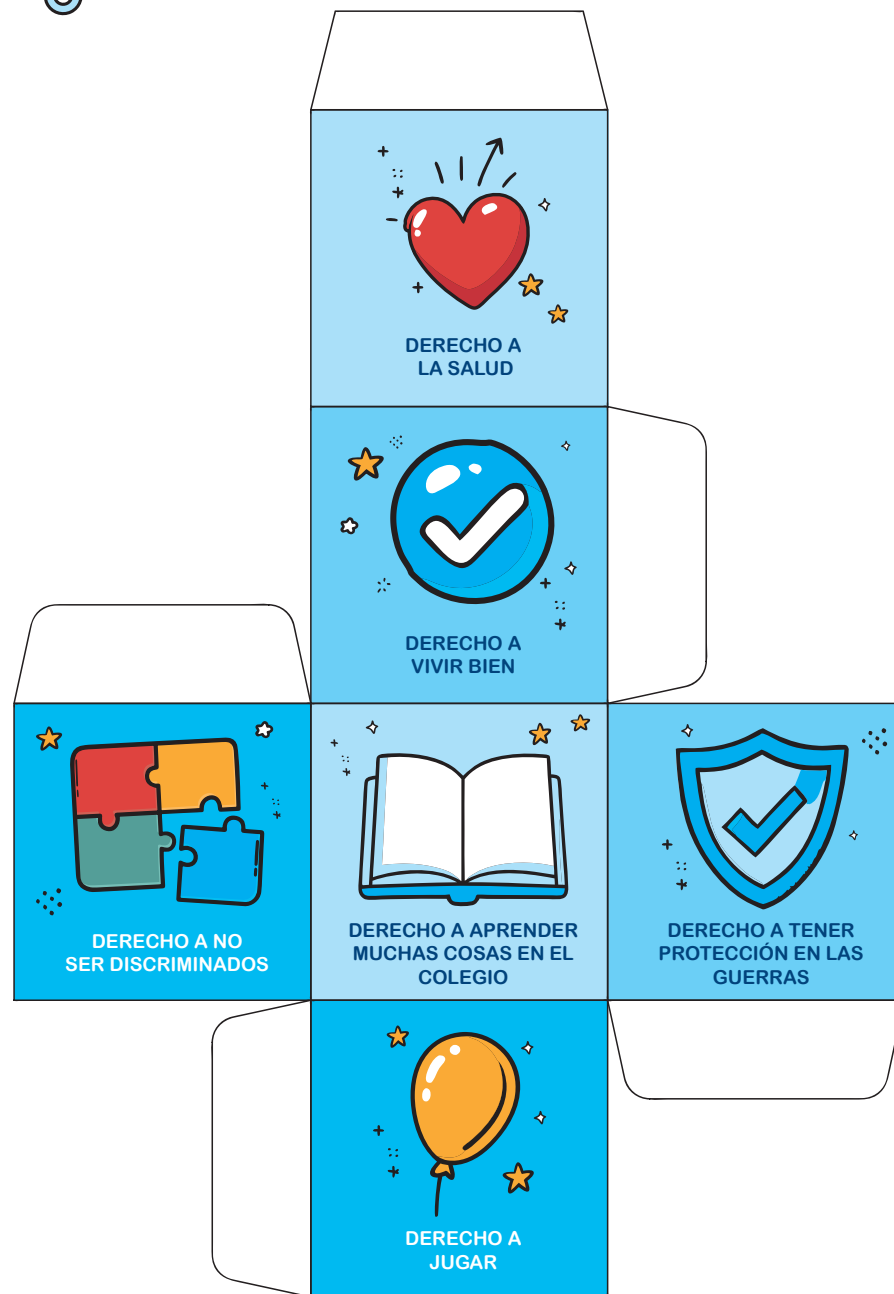 DERECHO A
LA SALUD
DERECHO A
VIVIR BIEN
DERECHO A NO
SER DISCRIMINADOS
DERECHO A APRENDER
MUCHAS COSAS EN EL
COLEGIO
DERECHO A TENER
PROTECCIÓN EN LAS
GUERRAS
DERECHO A
JUGAR